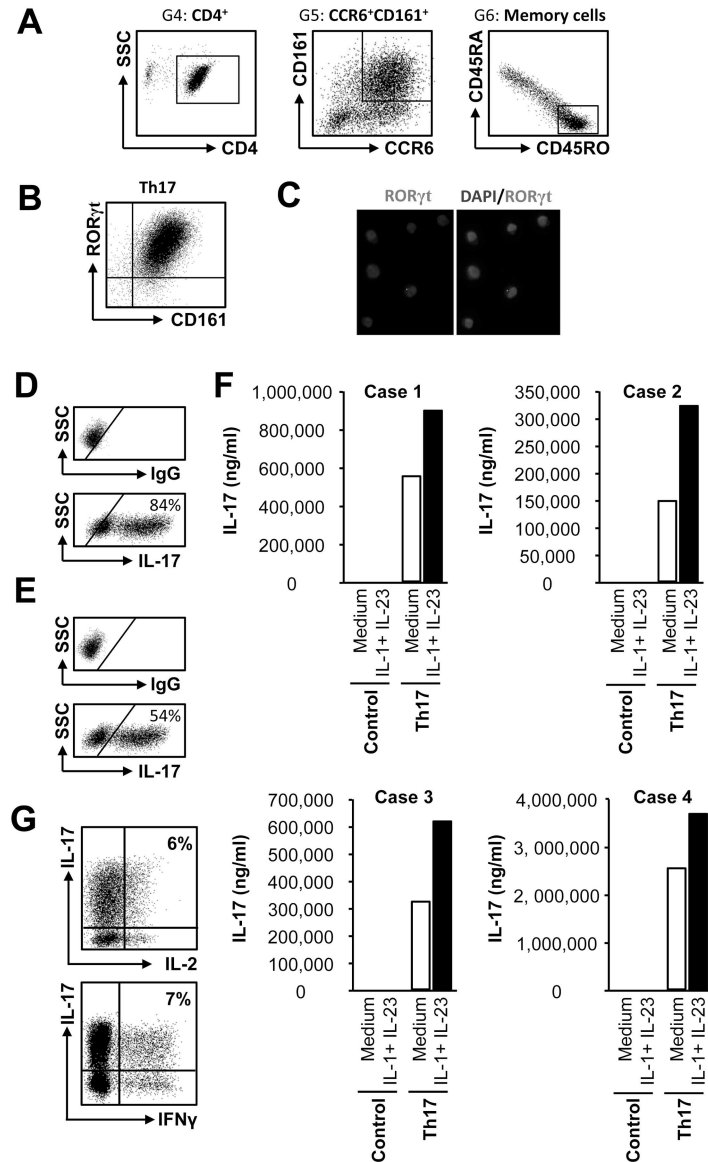 A
G4: CD4⁺
SSC
CD4
G5: CCR6⁺CD161⁺
CD161
CCR6
G6: Memory cells
CD45RA
CD45RO
B
Th17
RORγt
CD161
C
RORγt
DAPI/RORγt
D
SSC
IgG
SSC
84%
IL-17
E
SSC
IgG
SSC
54%
IL-17
F
Case 1
IL-17 (ng/ml)
1,000,000
800,000
600,000
400,000
200,000
0
Medium
IL-1+ IL-23
Medium
IL-1+ IL-23
Control
Th17
Case 2
IL-17 (ng/ml)
350,000
300,000
250,000
200,000
150,000
100,000
50,000
0
Medium
IL-1+ IL-23
Medium
IL-1+ IL-23
Control
Th17
G
IL-17
6%
IL-2
IL-17
7%
IFNγ
Case 3
IL-17 (ng/ml)
700,000
600,000
500,000
400,000
300,000
200,000
100,000
0
Medium
IL-1+ IL-23
Medium
IL-1+ IL-23
Control
Th17
Case 4
IL-17 (ng/ml)
4,000,000
3, 000,000
2, 000,000
1,000,000
0
Medium
IL-1+ IL-23
Medium
IL-1+ IL-23
Control
Th17